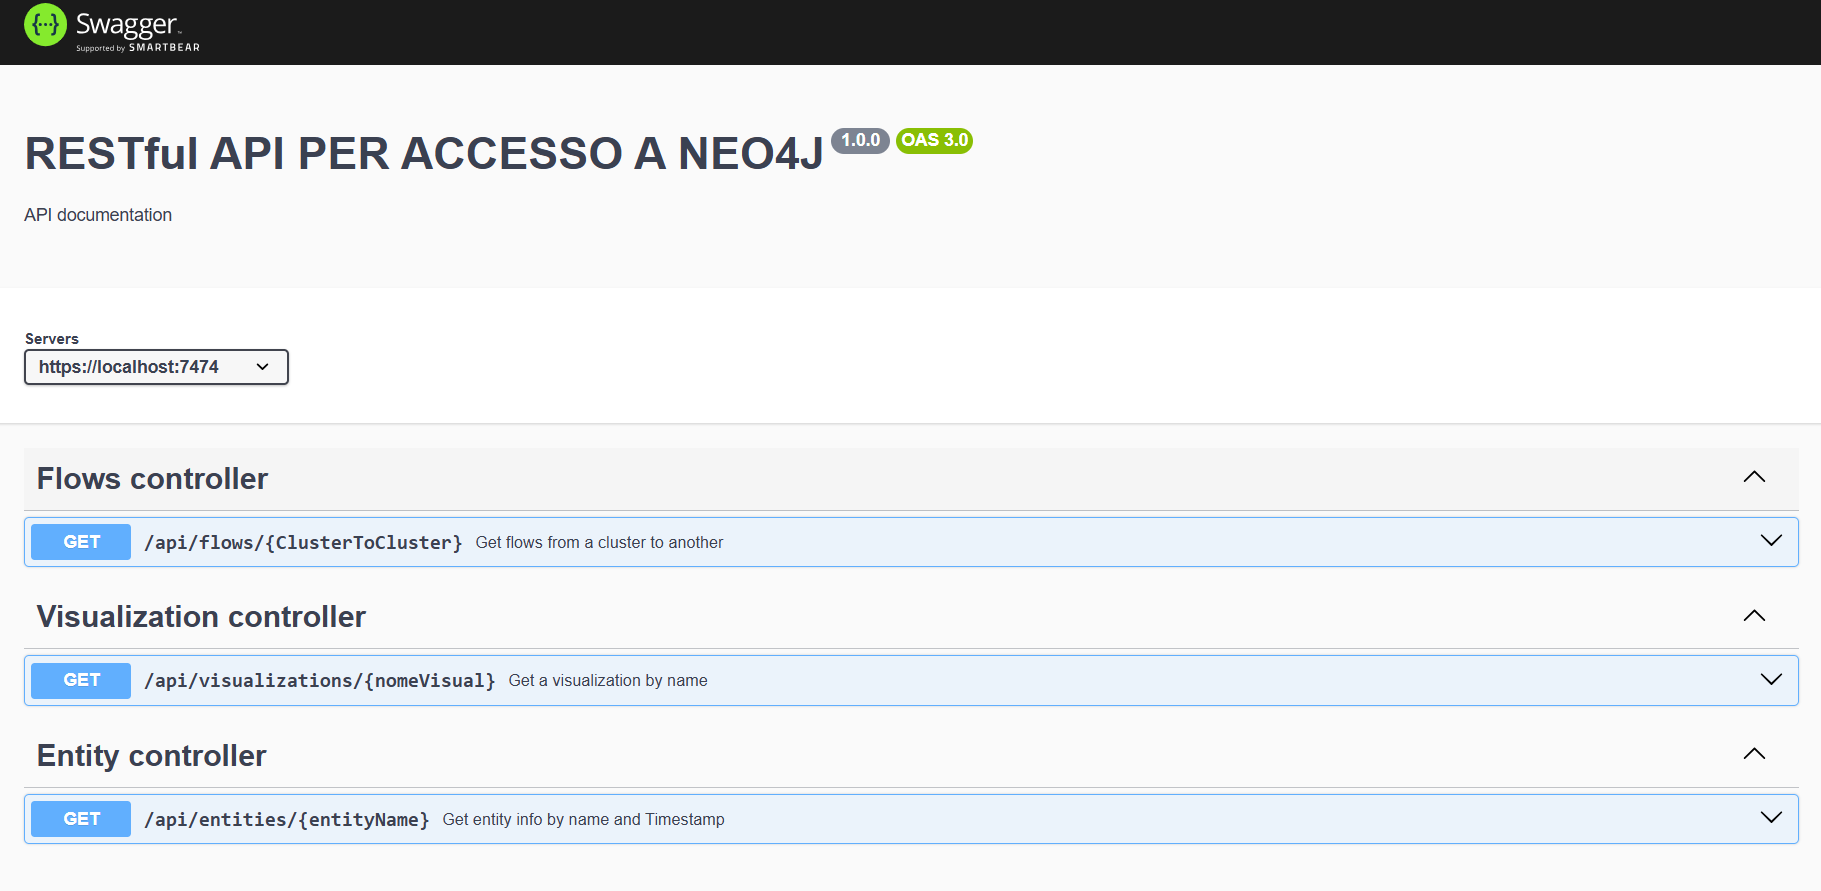 {···} Swagger™
Supported by SMARTBEAR
RESTful API PER ACCESSO A NEO4J 1.0.0 OAS 3.0
API documentation
Servers
https://localhost:7474
Flows controller
GET /api/flows/{ClusterToCluster} Get flows from a cluster to another
Visualization controller
GET /api/visualizations/{nomeVisual} Get a visualization by name
Entity controller
GET /api/entities/{entityName} Get entity info by name and Timestamp